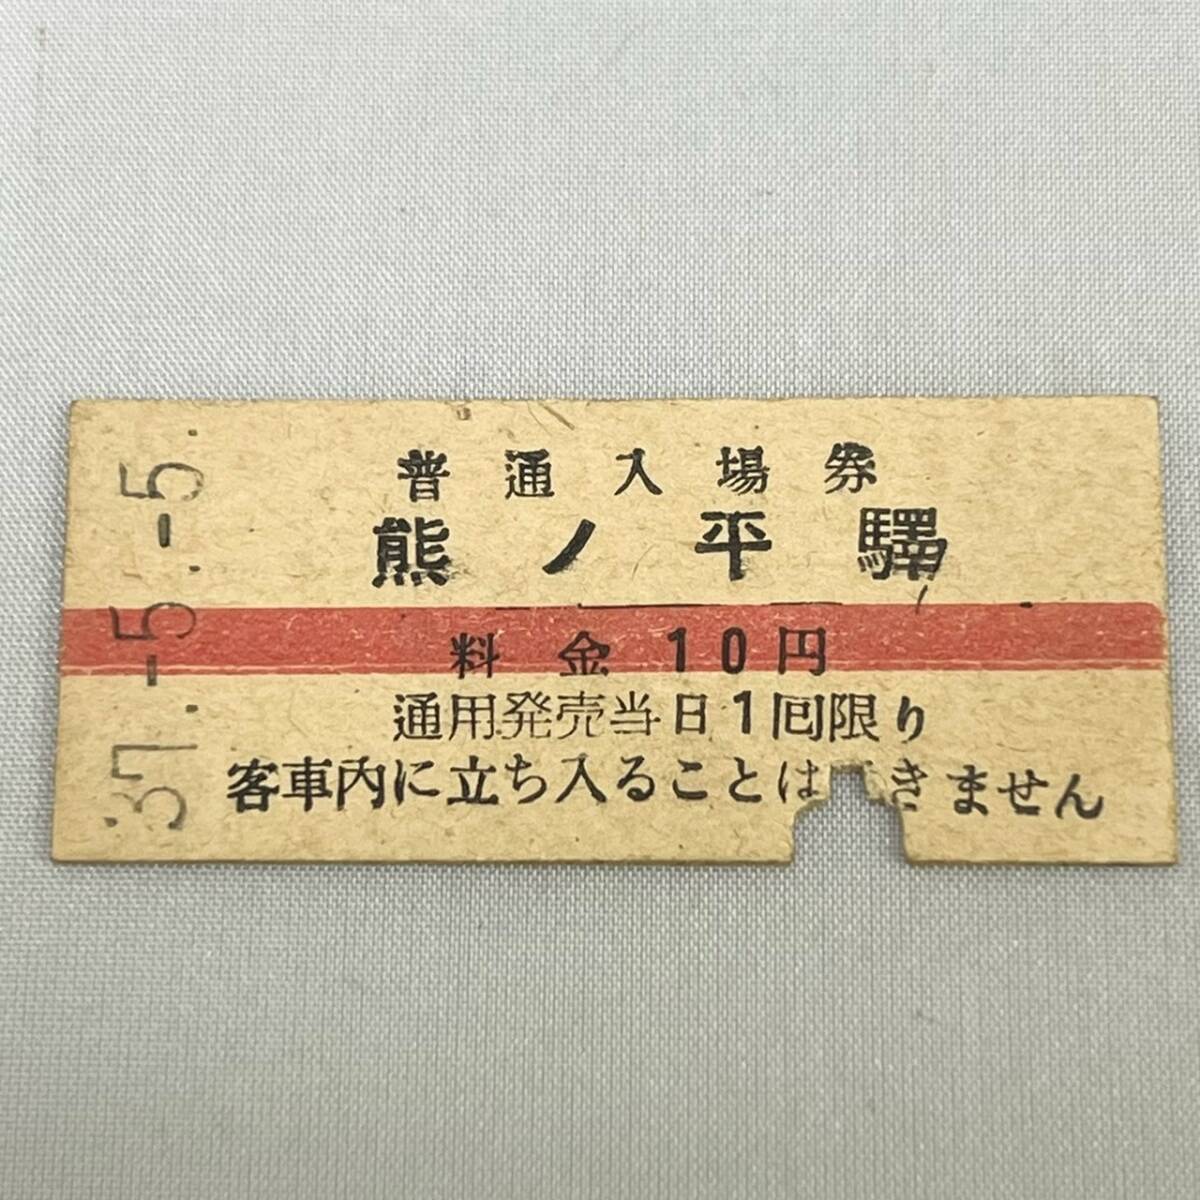 37.-5.-5.
普通入場券
熊ノ平驛
料金10円
通用発売当日1回限り
客車内に立ち入ることは きません